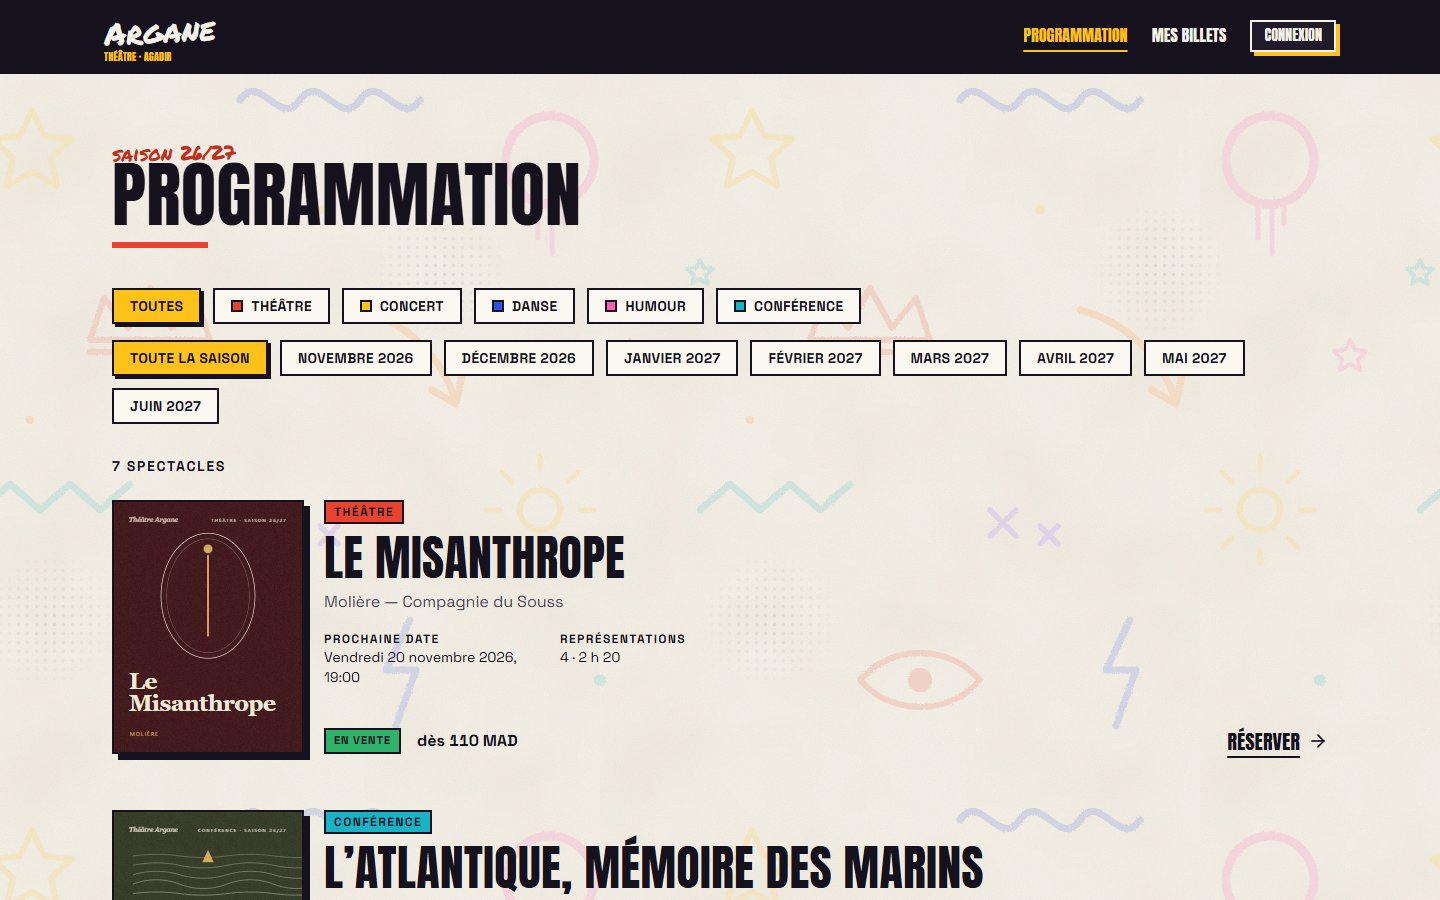 ARGANE
THÉÂTRE · AGADIR
PROGRAMMATION
MES BILLETS
CONNEXION
SAISON 26/27
PROGRAMMATION
TOUTES
THÉÂTRE
CONCERT
DANSE
HUMOUR
CONFÉRENCE
TOUTE LA SAISON
NOVEMBRE 2026
DÉCEMBRE 2026
JANVIER 2027
FÉVRIER 2027
MARS 2027
AVRIL 2027
MAI 2027
JUIN 2027
7 SPECTACLES
Théâtre Argane
THÉÂTRE · SAISON 26/27
Le
Misanthrope
MOLIÈRE
THÉÂTRE
LE MISANTHROPE
Molière — Compagnie du Souss
PROCHAINE DATE
Vendredi 20 novembre 2026,
19:00
REPRÉSENTATIONS
4 · 2 h 20
EN VENTE
dès 110 MAD
RÉSERVER →
Théâtre Argane
CONFÉRENCE · SAISON 26/27
CONFÉRENCE
L’ATLANTIQUE, MÉMOIRE DES MARINS